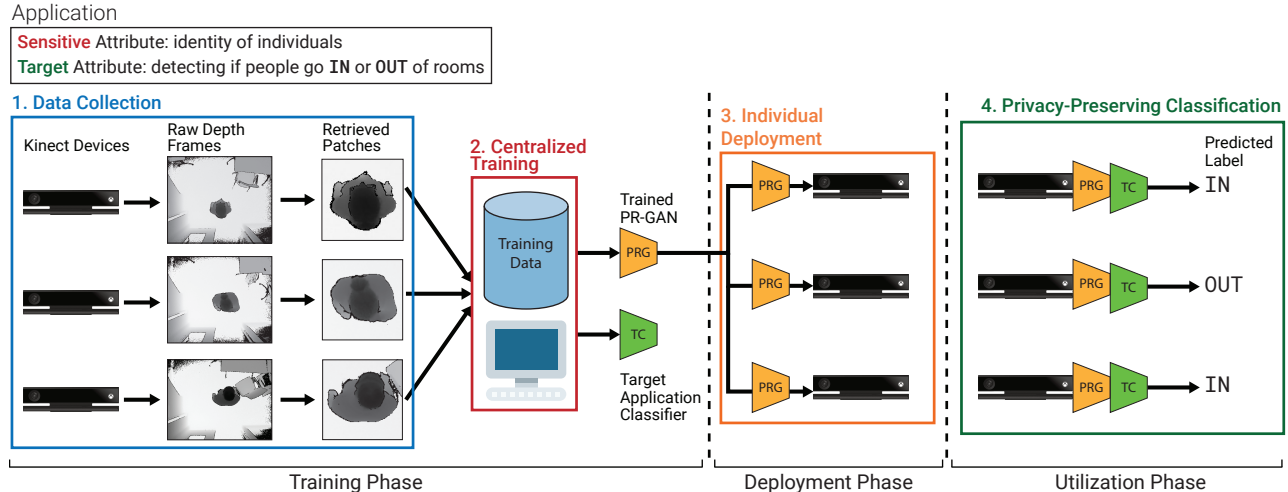 Application
Sensitive Attribute: identity of individuals
Target Attribute: detecting if people go IN or OUT of rooms
1. Data Collection
Kinect Devices
Raw Depth
Frames
Retrieved
Patches
2. Centralized
Training
Training
Data
Trained
PR-GAN
PRG
TC
Target
Application
Classifier
3. Individual
Deployment
PRG
PRG
PRG
4. Privacy-Preserving Classification
Predicted
Label
PRG TC IN
PRG TC OUT
PRG TC IN
Training Phase
Deployment Phase
Utilization Phase